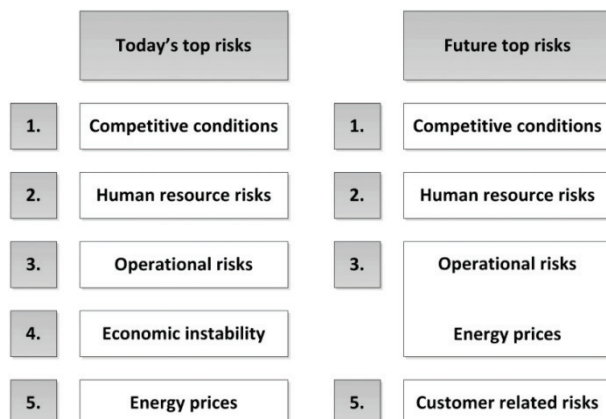 Today's top risks
Future top risks
1. Competitive conditions
1. Competitive conditions
2. Human resource risks
2. Human resource risks
3. Operational risks
3. Operational risks
4. Economic instability
Energy prices
5. Energy prices
5. Customer related risks